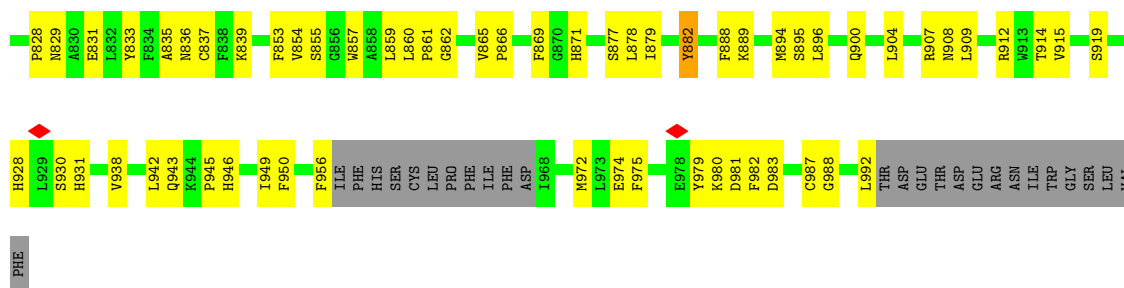 P828 N829 A830 E831 L832 Y833 F834 A835 N836 C837 F838 K839 F853 V854 S855 G856 W857 A858 L859 L860 P861 G862 V865 P866 F869 G870 H871 S877 L878 I879 Y882 F888 K889 M894 S895 L896 Q900 L904 R907 N908 L909 R912 W913 T914 V915 S919
H928 L929 S930 H931 V938 L942 Q943 K944 P945 H946 I949 F950 F956 ILE PHE HIS SER CYS LEU PRO PHE ILE PHE ASP I968 M972 L973 E974 F975 E978 Y979 K980 D981 F982 D983 C987 G988 L992 THR ASP GLU THR ASP GLU ARG ASN ILE TRP GLY SER LEU
PHE